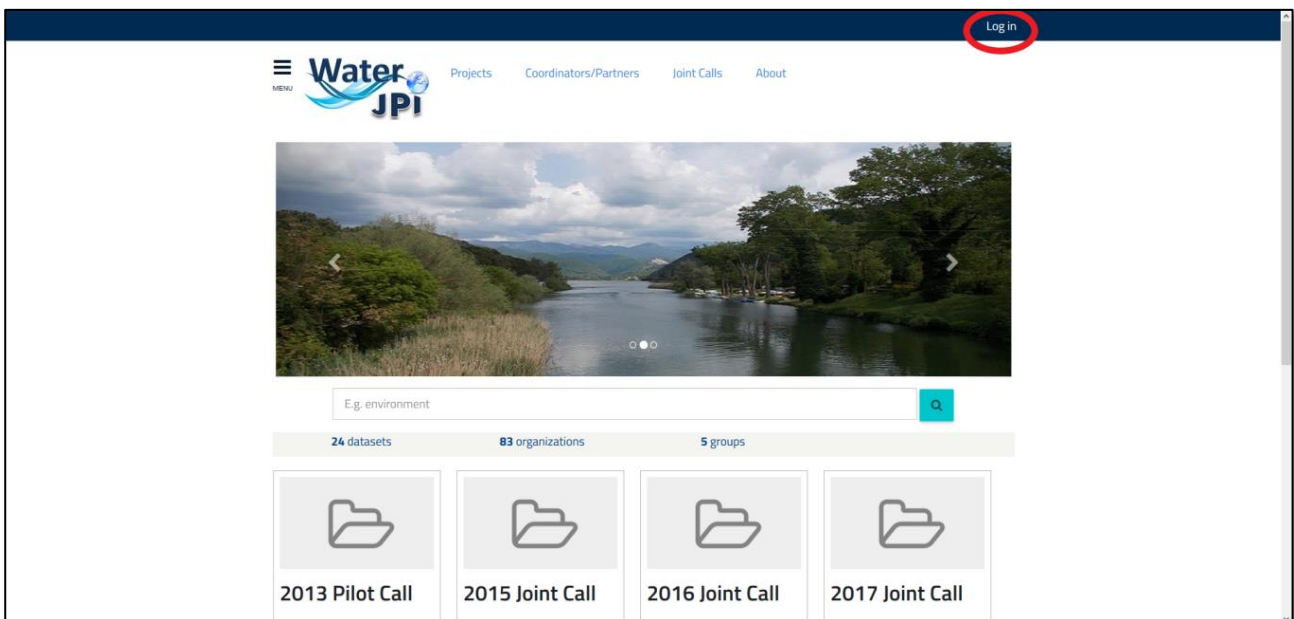 Log in
MENU
Water JPI
Projects Coordinators/Partners Joint Calls About
E.g. environment
24 datasets 83 organizations 5 groups
2013 Pilot Call 2015 Joint Call 2016 Joint Call 2017 Joint Call